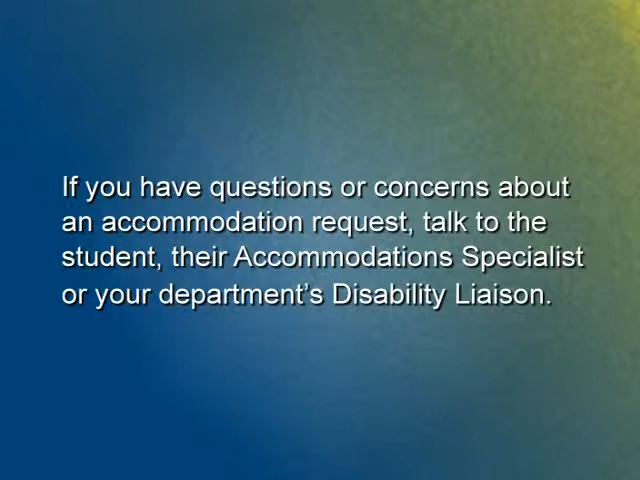 If you have questions or concerns about
an accommodation request, talk to the
student, their Accommodations Specialist
or your department’s Disability Liaison.